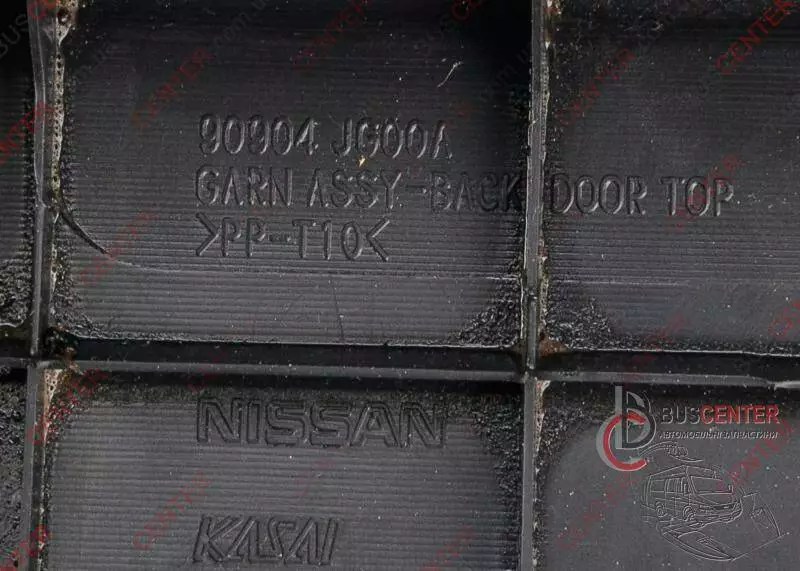 90904 JG00A
GARN ASSY-BACK DOOR TOP
>PP-T10<
NISSAN
KASAI
BUSCENTER
АВТОМОБІЛЬНІ ЗАПЧАСТИНИ